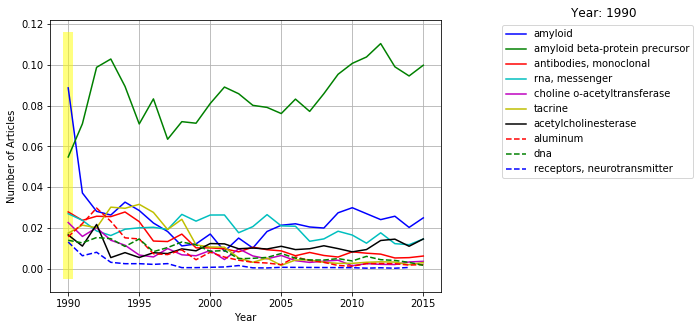 Year: 1990
amyloid
amyloid beta-protein precursor
antibodies, monoclonal
rna, messenger
choline o-acetyltransferase
tacrine
acetylcholinesterase
aluminum
dna
receptors, neurotransmitter
Number of Articles
0.12
0.10
0.08
0.06
0.04
0.02
0.00
1990 1995 2000 2005 2010 2015
Year